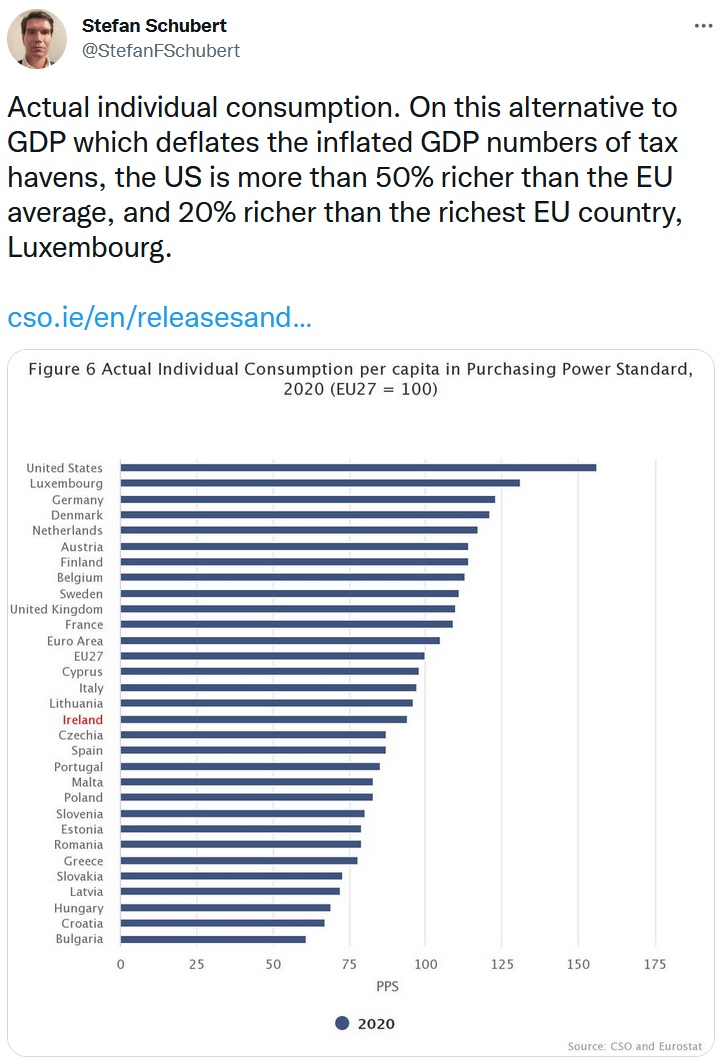 Stefan Schubert
@StefanFSchubert
Actual individual consumption. On this alternative to
GDP which deflates the inflated GDP numbers of tax
havens, the US is more than 50% richer than the EU
average, and 20% richer than the richest EU country,
Luxembourg.
cso.ie/en/releasesand...
Figure 6 Actual Individual Consumption per capita in Purchasing Power Standard,
2020 (EU27 = 100)
United States
Luxembourg
Germany
Denmark
Netherlands
Austria
Finland
Belgium
Sweden
United Kingdom
France
Euro Area
EU27
Cyprus
Italy
Lithuania
Ireland
Czechia
Spain
Portugal
Malta
Poland
Slovenia
Estonia
Romania
Greece
Slovakia
Latvia
Hungary
Croatia
Bulgaria
0 25 50 75 100 125 150 175
PPS
2020
Source: CSO and Eurostat